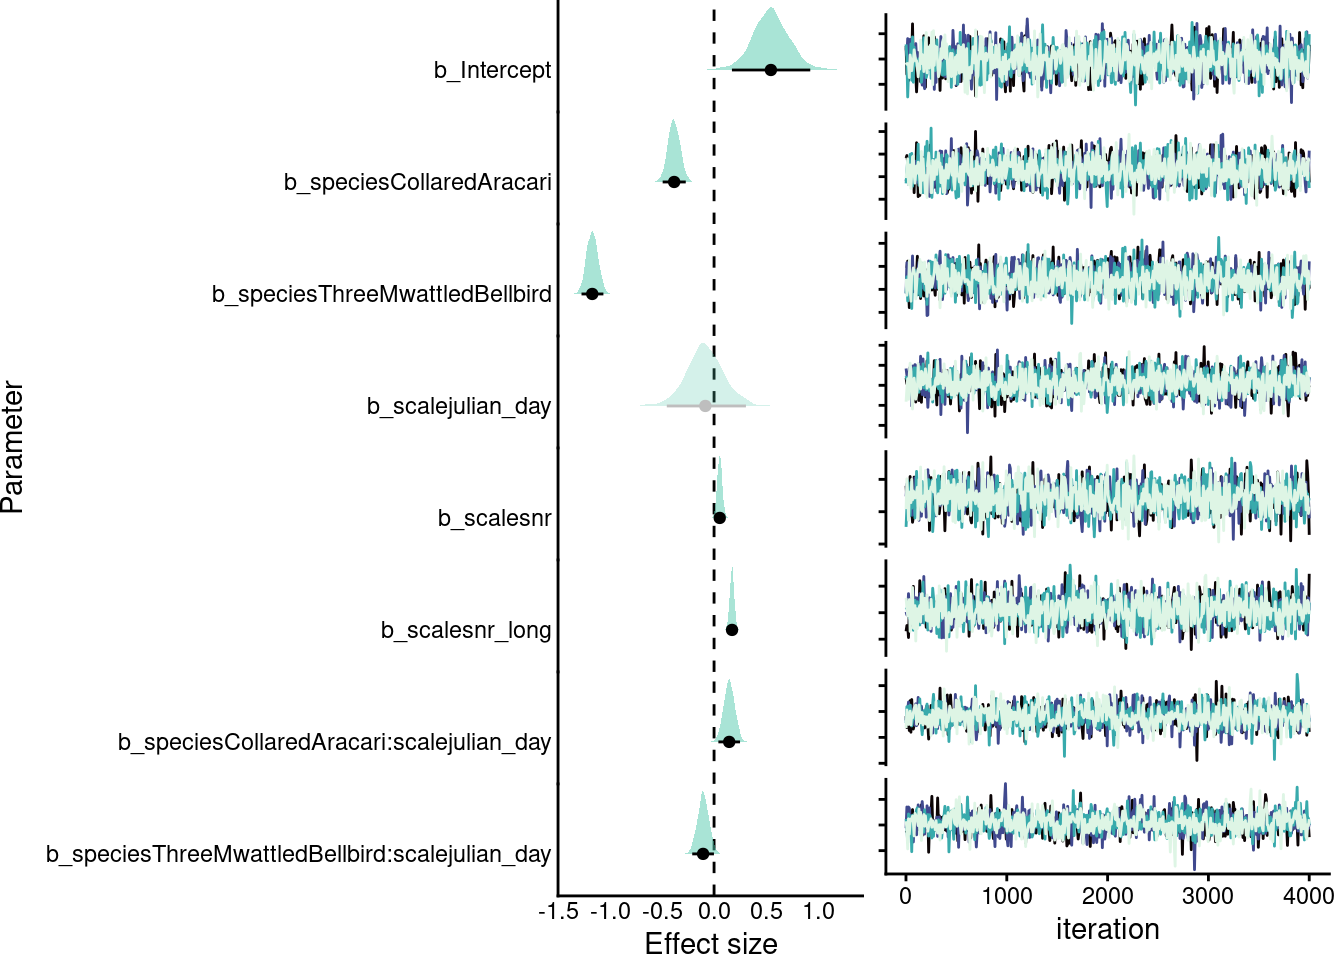 Parameter
b_Intercept
b_speciesCollaredAracari
b_speciesThreeMwattledBellbird
b_scalejulian_day
b_scalesnr
b_scalesnr_long
b_speciesCollaredAracari:scalejulian_day
b_speciesThreeMwattledBellbird:scalejulian_day
-1.5 -1.0 -0.5 0.0 0.5 1.0
Effect size
0 1000 2000 3000 4000
iteration